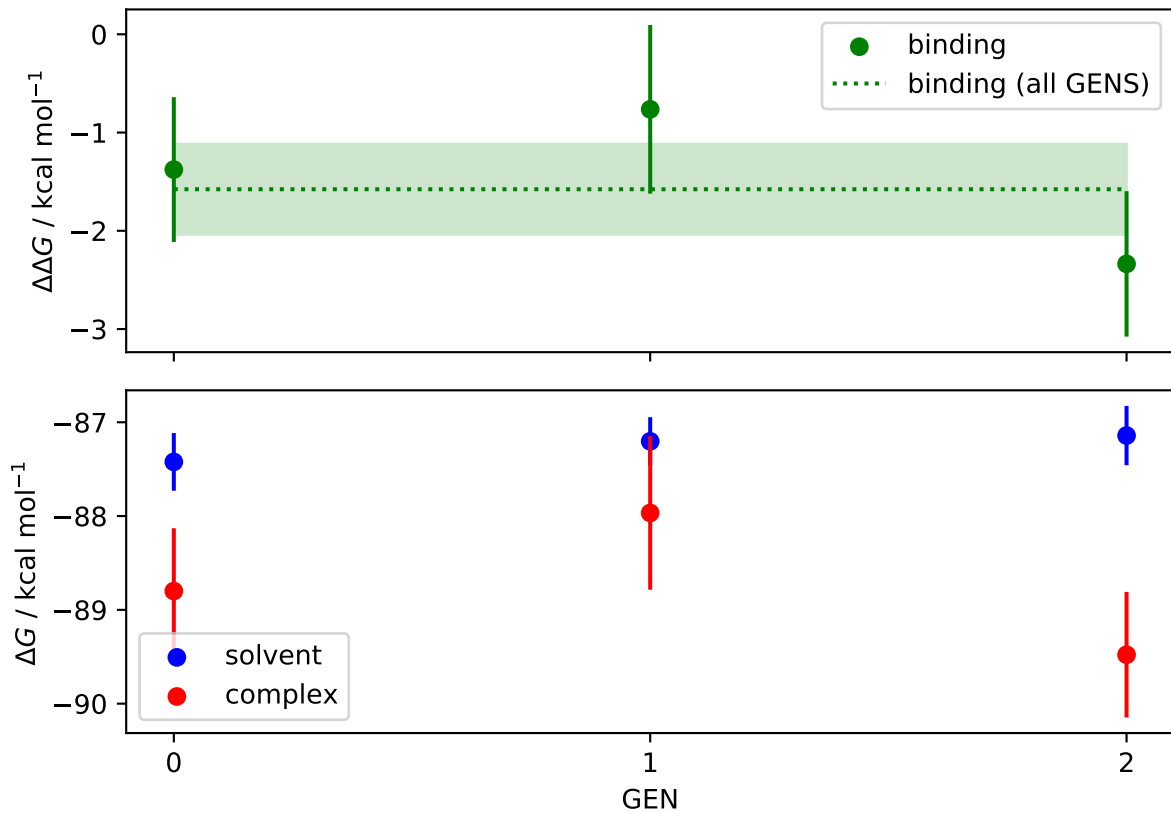 0
−1
−2
−3
ΔΔG / kcal mol⁻¹
binding
binding (all GENS)
−87
−88
−89
−90
ΔG / kcal mol⁻¹
solvent
complex
0 1 2
GEN